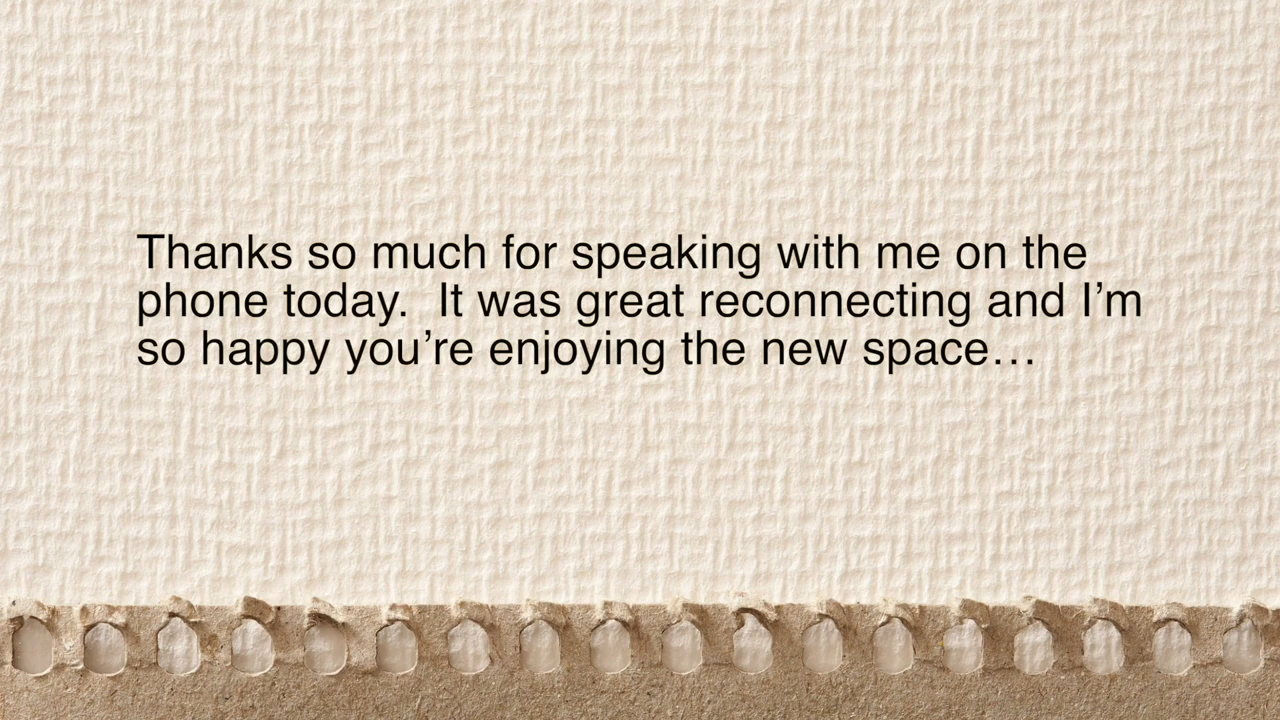 Thanks so much for speaking with me on the
phone today.  It was great reconnecting and I’m
so happy you’re enjoying the new space…